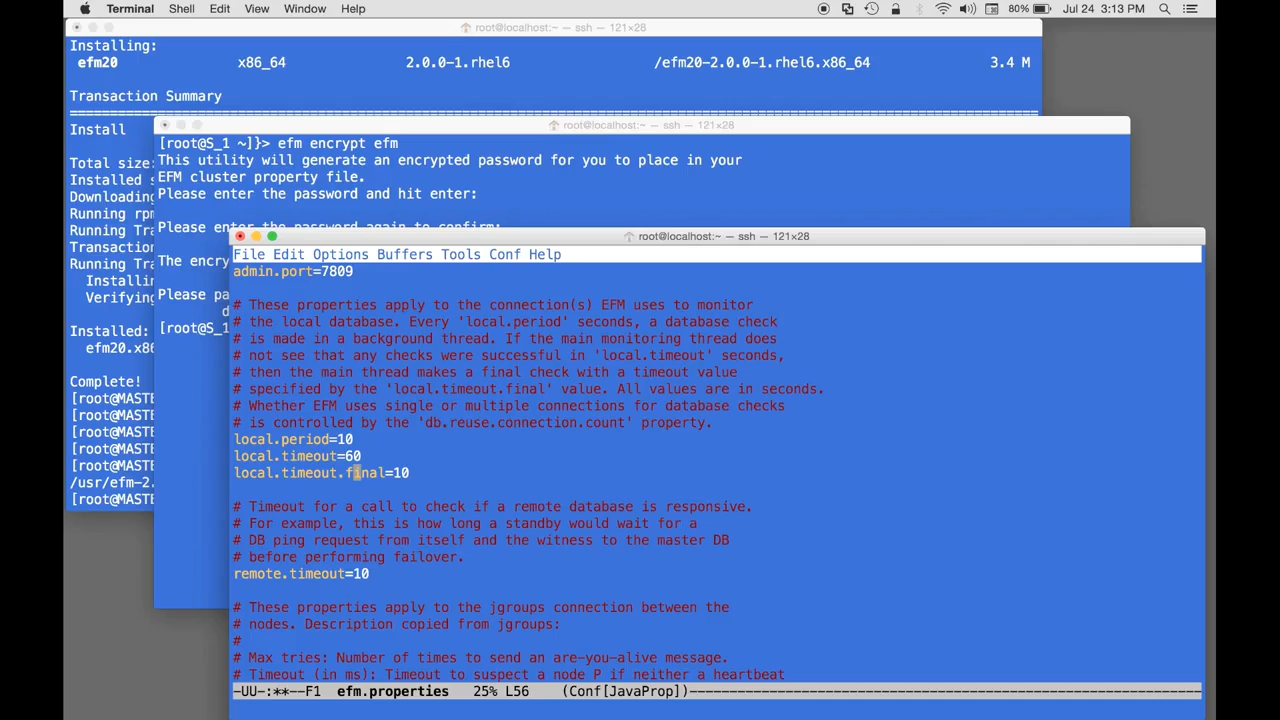 Terminal Shell Edit View Window Help 80% Jul 24 3:13 PM
root@localhost:~ — ssh — 121×28
Installing:
efm20 x86_64 2.0.0-1.rhel6 /efm20-2.0.0-1.rhel6.x86_64 3.4 M
Transaction Summary
================================================================
Install
Total size:
Installed s
Downloading
Running rpm
Running Tra
Transaction
Running Tra
Installin
Verifying
Installed:
efm20.x86
Complete!
[root@MASTE
[root@MASTE
[root@MASTE
[root@MASTE
[root@MASTE
/usr/efm-2.
[root@MASTE
root@localhost:~ — ssh — 121×28
[root@S_1 ~]}> efm encrypt efm
This utility will generate an encrypted password for you to place in your
EFM cluster property file.
Please enter the password and hit enter:
Please enter the password again to confirm:
The encry
Please pa
d
[root@S_1
root@localhost:~ — ssh — 121×28
File Edit Options Buffers Tools Conf Help
admin.port=7809
# These properties apply to the connection(s) EFM uses to monitor
# the local database. Every 'local.period' seconds, a database check
# is made in a background thread. If the main monitoring thread does
# not see that any checks were successful in 'local.timeout' seconds,
# then the main thread makes a final check with a timeout value
# specified by the 'local.timeout.final' value. All values are in seconds.
# Whether EFM uses single or multiple connections for database checks
# is controlled by the 'db.reuse.connection.count' property.
local.period=10
local.timeout=60
local.timeout.final=10
# Timeout for a call to check if a remote database is responsive.
# For example, this is how long a standby would wait for a
# DB ping request from itself and the witness to the master DB
# before performing failover.
remote.timeout=10
# These properties apply to the jgroups connection between the
# nodes. Description copied from jgroups:
#
# Max tries: Number of times to send an are-you-alive message.
# Timeout (in ms): Timeout to suspect a node P if neither a heartbeat
-UU-:**--F1 efm.properties 25% L56 (Conf[JavaProp])----------------------------------------------------------------